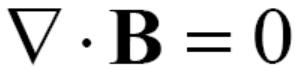 ∇ · B = 0